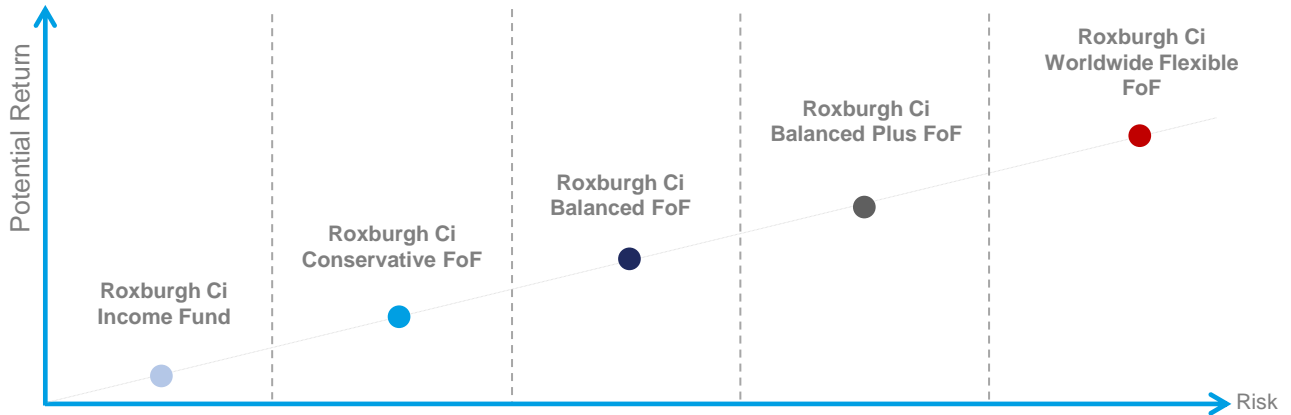 Potential Return
Roxburgh Ci
Income Fund
Roxburgh Ci
Conservative FoF
Roxburgh Ci
Balanced FoF
Roxburgh Ci
Balanced Plus FoF
Roxburgh Ci
Worldwide Flexible
FoF
Risk